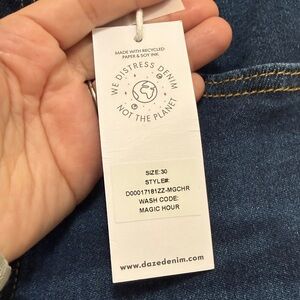 MADE WITH RECYCLED
PAPER & SOY INK.
WE DISTRESS DENIM
NOT THE PLANET
SIZE:30
STYLE#:
D00017181ZZ-MGCHR
WASH CODE:
MAGIC HOUR
www.dazedenim.com